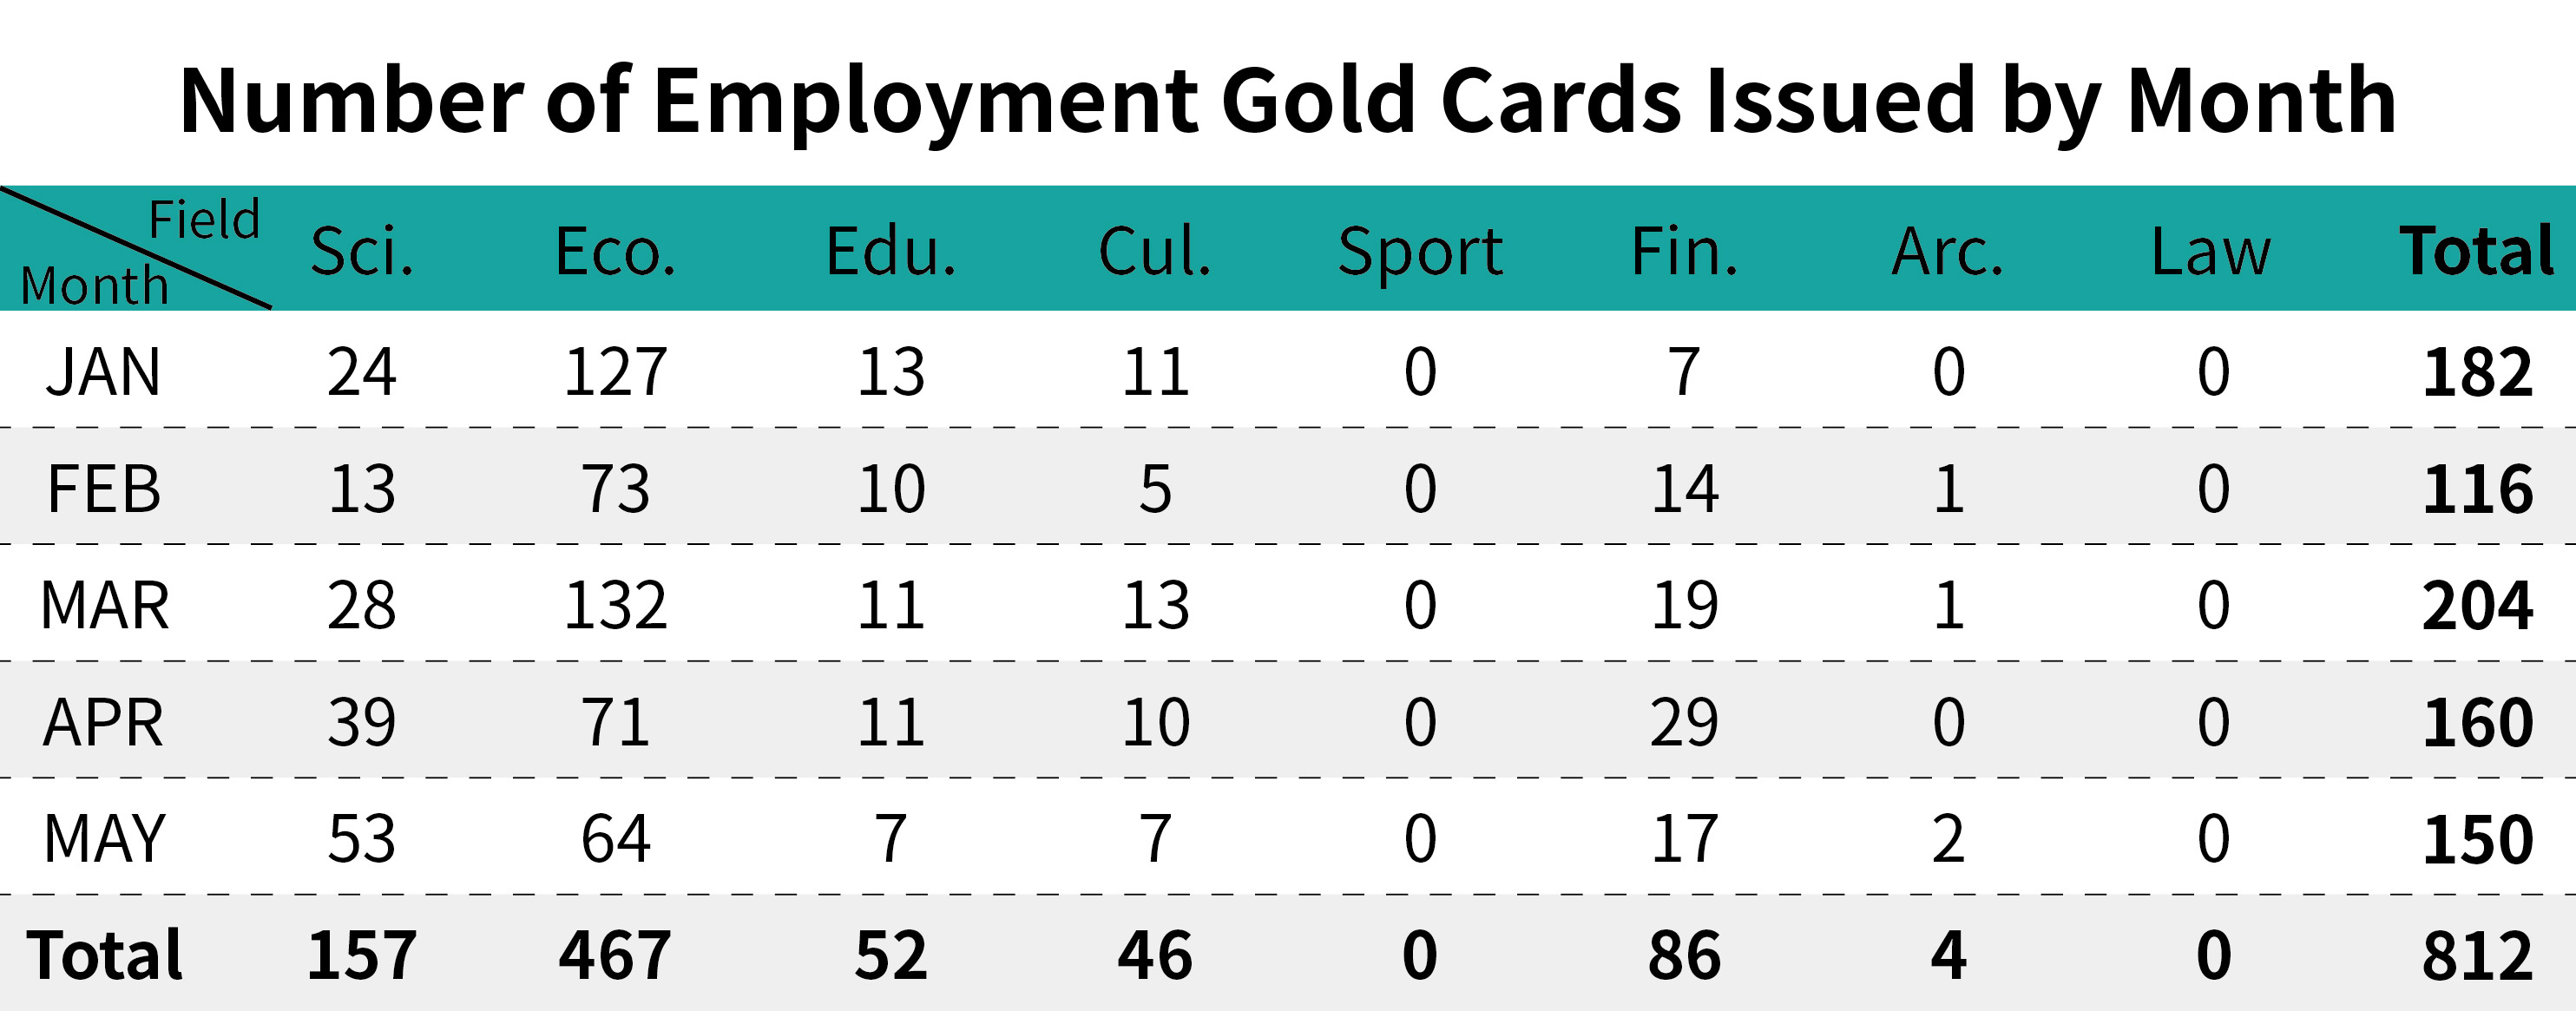 Number of Employment Gold Cards Issued by Month
Field
Month Sci. Eco. Edu. Cul. Sport Fin. Arc. Law Total
JAN 24 127 13 11 0 7 0 0 182
FEB 13 73 10 5 0 14 1 0 116
MAR 28 132 11 13 0 19 1 0 204
APR 39 71 11 10 0 29 0 0 160
MAY 53 64 7 7 0 17 2 0 150
Total 157 467 52 46 0 86 4 0 812